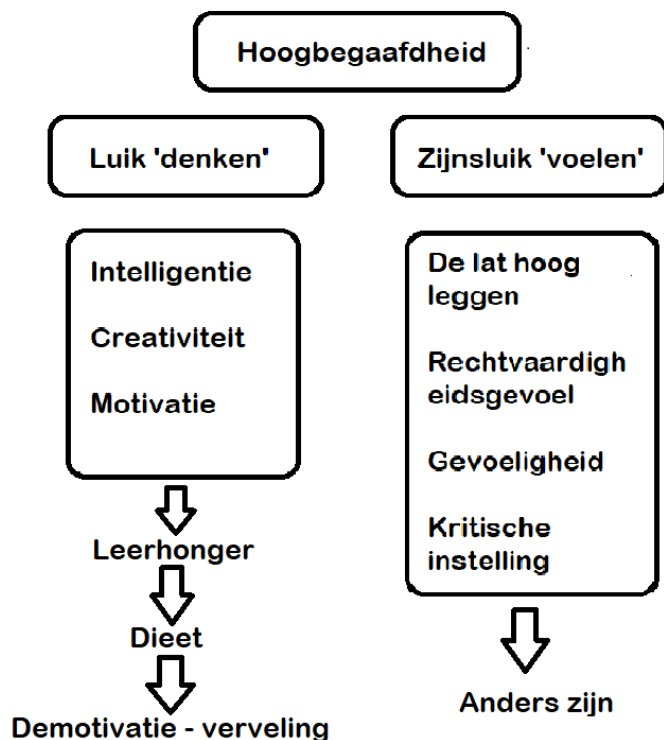 Hoogbegaafdheid
Luik 'denken'
Zijnsluik 'voelen'
Intelligentie
Creativiteit
Motivatie
Leerhonger
Dieet
Demotivatie - verveling
De lat hoog
leggen
Rechtvaardigh
eidsgevoel
Gevoeligheid
Kritische
instelling
Anders zijn